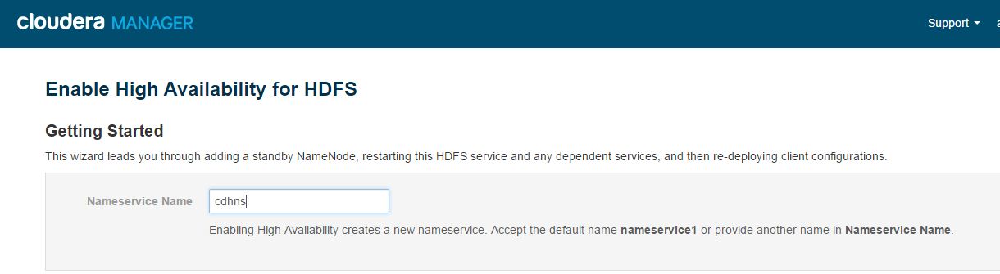 cloudera MANAGER
Support
Enable High Availability for HDFS
Getting Started
This wizard leads you through adding a standby NameNode, restarting this HDFS service and any dependent services, and then re-deploying client configurations.
Nameservice Name cdhns
Enabling High Availability creates a new nameservice. Accept the default name nameservice1 or provide another name in Nameservice Name.